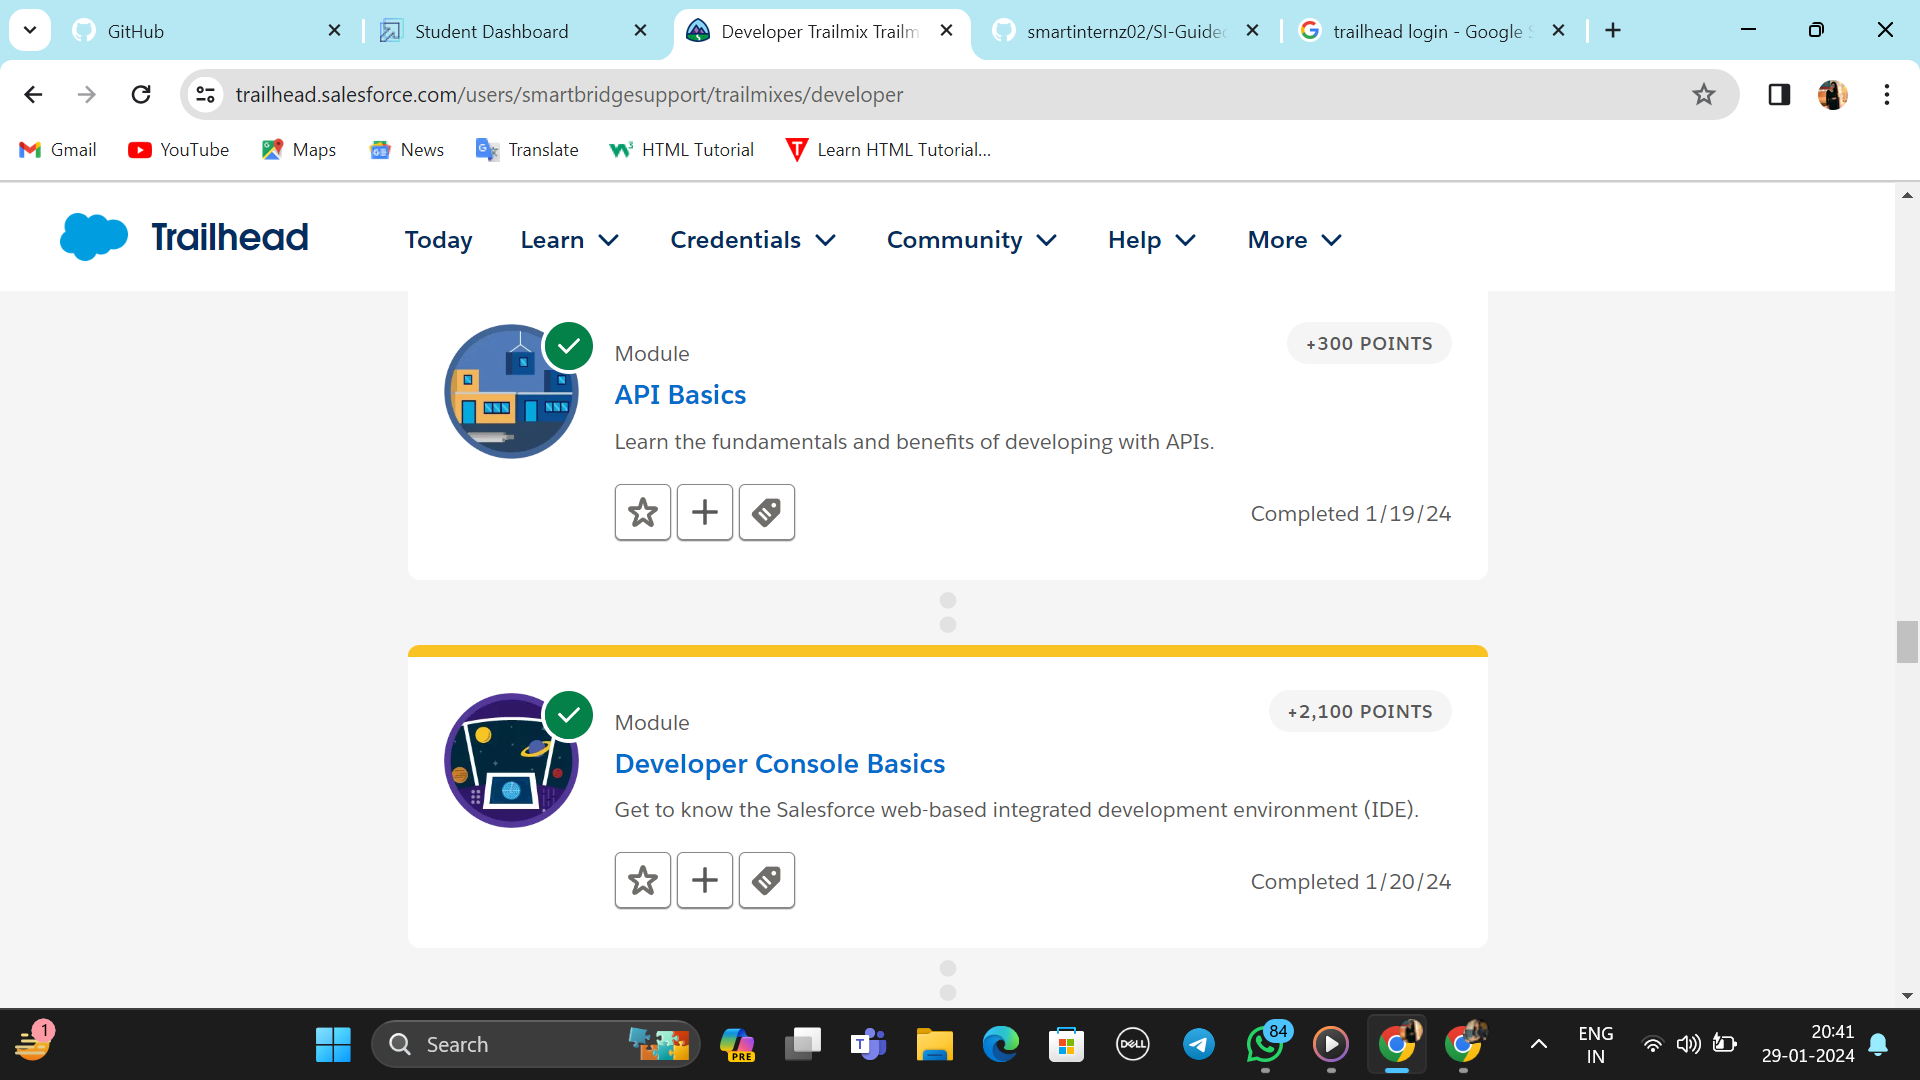 GitHub
Student Dashboard
Developer Trailmix Trailm
smartinternz02/SI-Guided
trailhead login - Google S
trailhead.salesforce.com/users/smartbridgesupport/trailmixes/developer
Gmail
YouTube
Maps
News
Translate
HTML Tutorial
Learn HTML Tutorial...
Trailhead
Today
Learn
Credentials
Community
Help
More
Module
+300 POINTS
API Basics
Learn the fundamentals and benefits of developing with APIs.
Completed 1/19/24
Module
+2,100 POINTS
Developer Console Basics
Get to know the Salesforce web-based integrated development environment (IDE).
Completed 1/20/24
1
Search
PRE
T
DELL
84
ENG
IN
20:41
29-01-2024